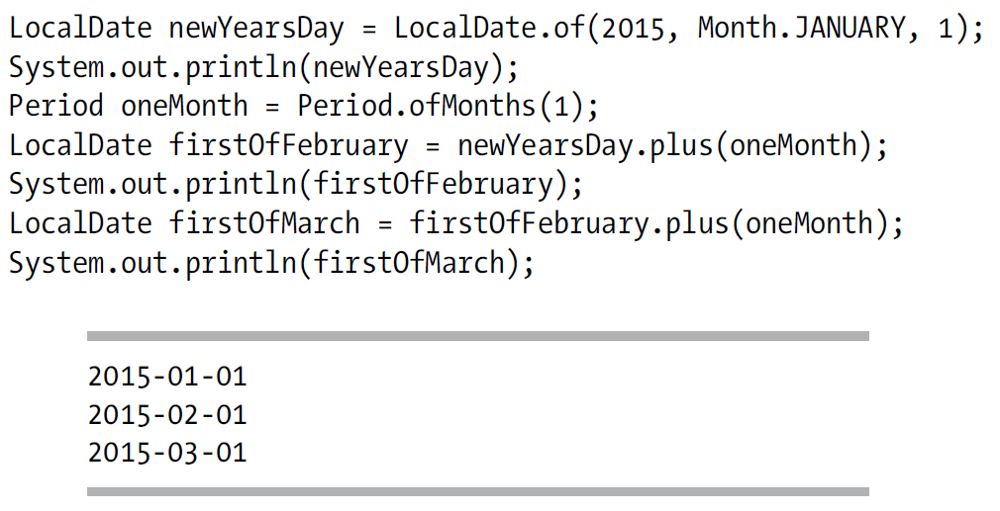 LocalDate newYearsDay = LocalDate.of(2015, Month.JANUARY, 1);
System.out.println(newYearsDay);
Period oneMonth = Period.ofMonths(1);
LocalDate firstOfFebruary = newYearsDay.plus(oneMonth);
System.out.println(firstOfFebruary);
LocalDate firstOfMarch = firstOfFebruary.plus(oneMonth);
System.out.println(firstOfMarch);
2015-01-01
2015-02-01
2015-03-01